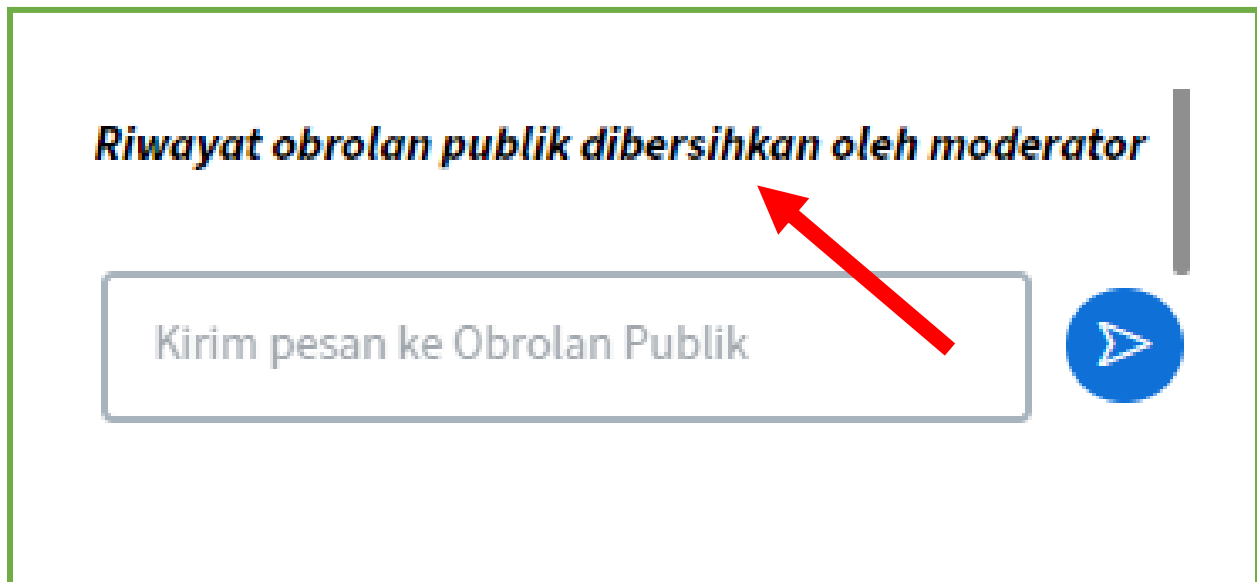 Riwayat obrolan publik dibersihkan oleh moderator
Kirim pesan ke Obrolan Publik